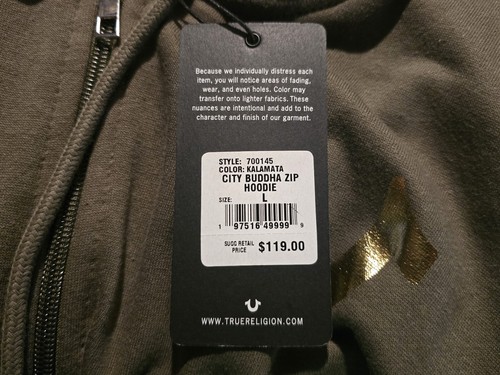 Because we individually distress each
item, you will notice areas of fading,
wear, and even holes. Color may
transfer onto lighter fabrics. These
nuances are intentional and add to the
character and finish of our garment.
STYLE: 700145
COLOR: KALAMATA
CITY BUDDHA ZIP
HOODIE
SIZE: L
1 97516 49999 9
SUGG RETAIL
PRICE $119.00
WWW.TRUERELIGION.COM